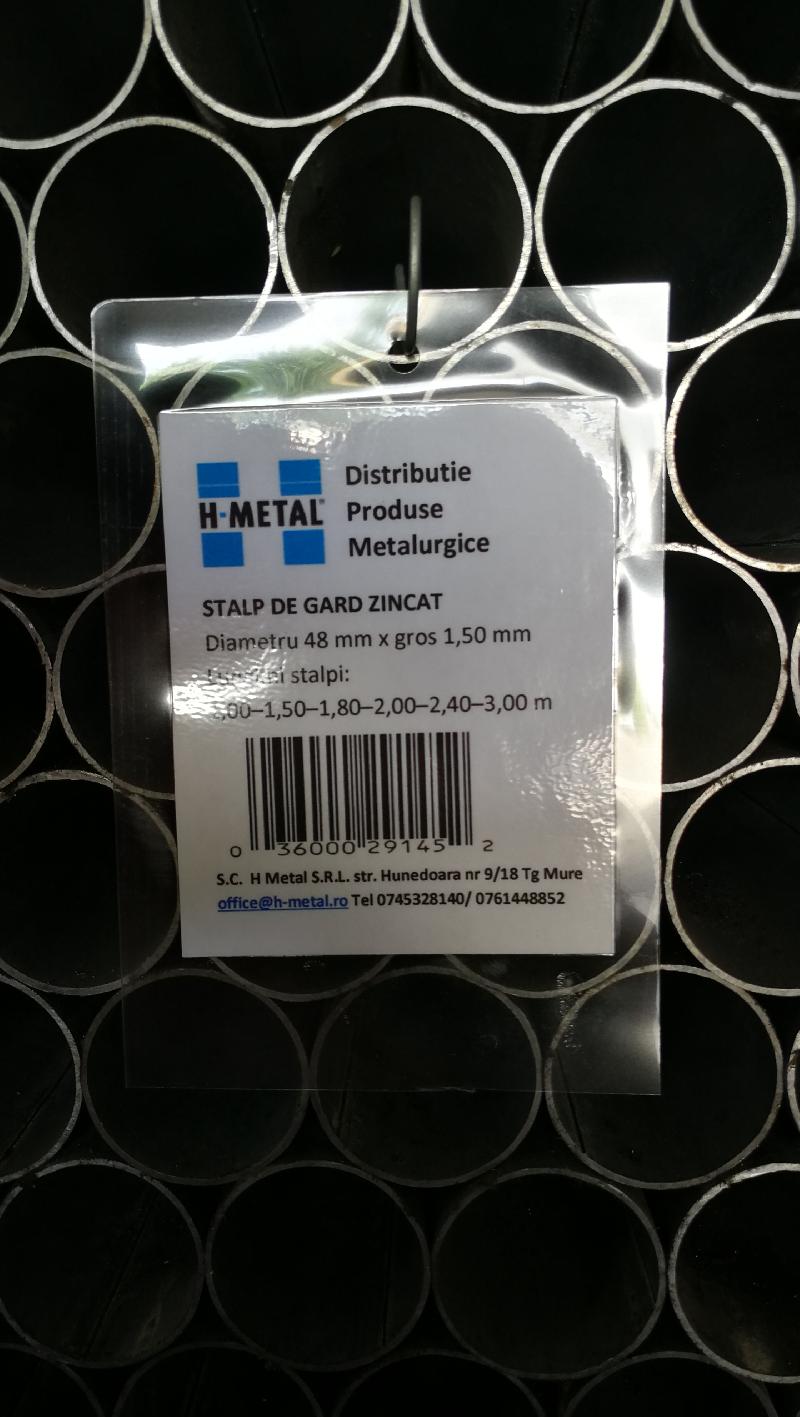 H-METAL
Distributie
Produse
Metalurgice
STALP DE GARD ZINCAT
Diametru 48 mm x gros 1,50 mm
stalpi:
1,50–1,80–2,00–2,40–3,00 m
0 36000 29145 2
S.C. H Metal S.R.L. str. Hunedoara nr 9/18 Tg Mure
office@h-metal.ro Tel 0745328140/ 0761448852